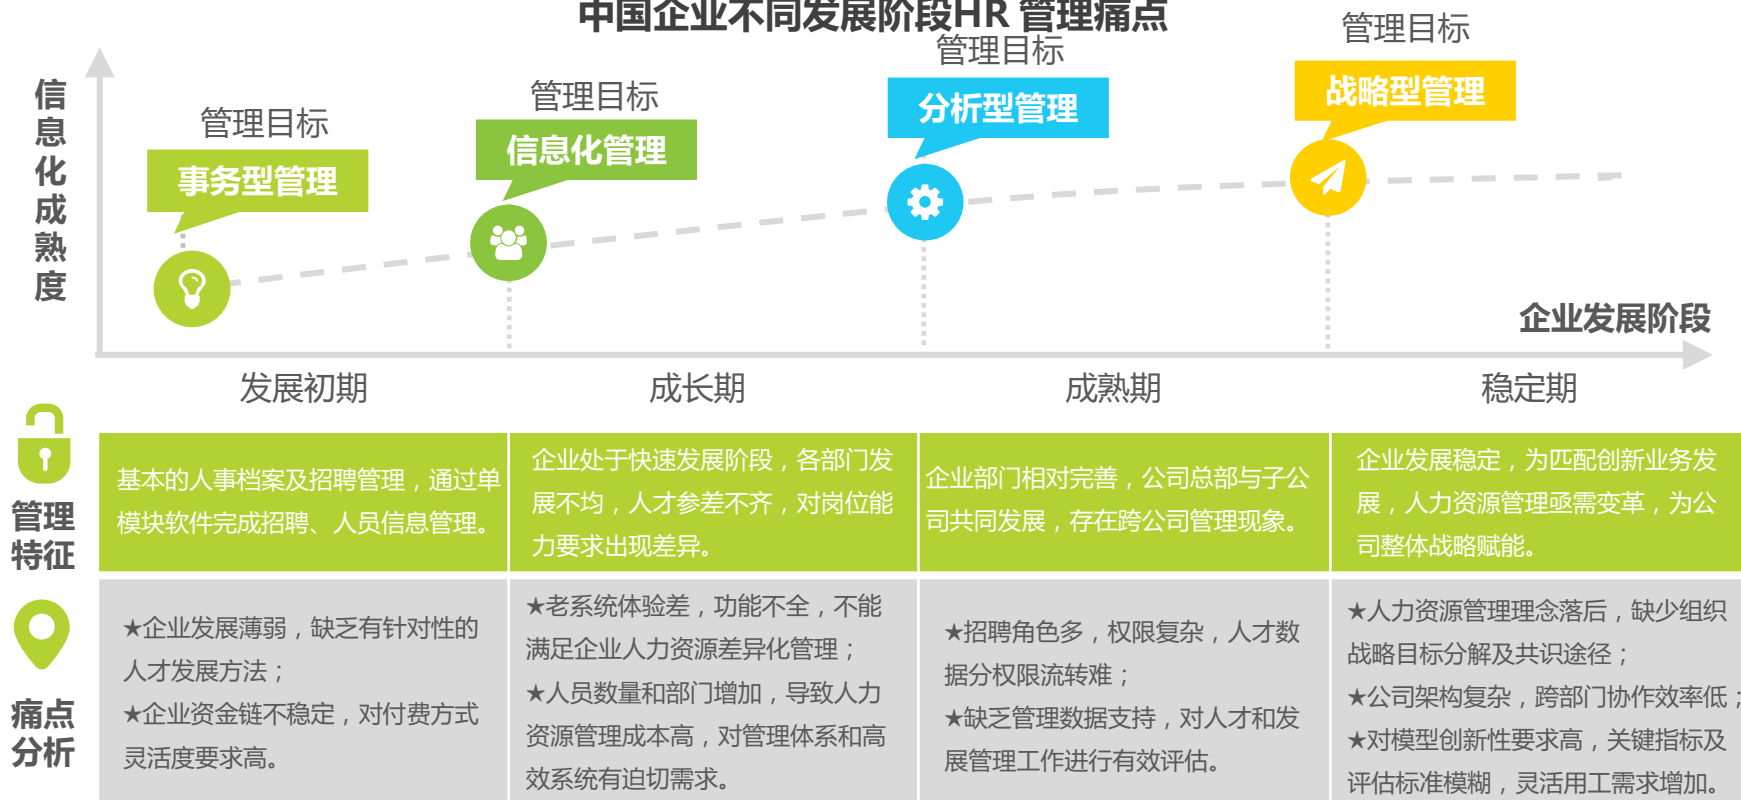 中国企业不同发展阶段HR 管理痛点
管理目标
管理目标
管理目标
管理目标
事务型管理
信息化管理
分析型管理
战略型管理
信息化成熟度
企业发展阶段
发展初期
成长期
成熟期
稳定期
管理
特征
基本的人事档案及招聘管理，通过单
模块软件完成招聘、人员信息管理。
企业处于快速发展阶段，各部门发
展不均，人才参差不齐，对岗位能
力要求出现差异。
企业部门相对完善，公司总部与子公
司共同发展，存在跨公司管理现象。
企业发展稳定，为匹配创新业务发
展，人力资源管理亟需变革，为公
司整体战略赋能。
痛点
分析
★企业发展薄弱，缺乏有针对性的
人才发展方法；
★企业资金链不稳定，对付费方式
灵活度要求高。
★老系统体验差，功能不全，不能
满足企业人力资源差异化管理；
★人员数量和部门增加，导致人力
资源管理成本高，对管理体系和高
效系统有迫切需求。
★招聘角色多，权限复杂，人才数
据分权限流转难；
★缺乏管理数据支持，对人才和发
展管理工作进行有效评估。
★人力资源管理理念落后，缺少组织
战略目标分解及共识途径；
★公司架构复杂，跨部门协作效率低；
★对模型创新性要求高，关键指标及
评估标准模糊，灵活用工需求增加。